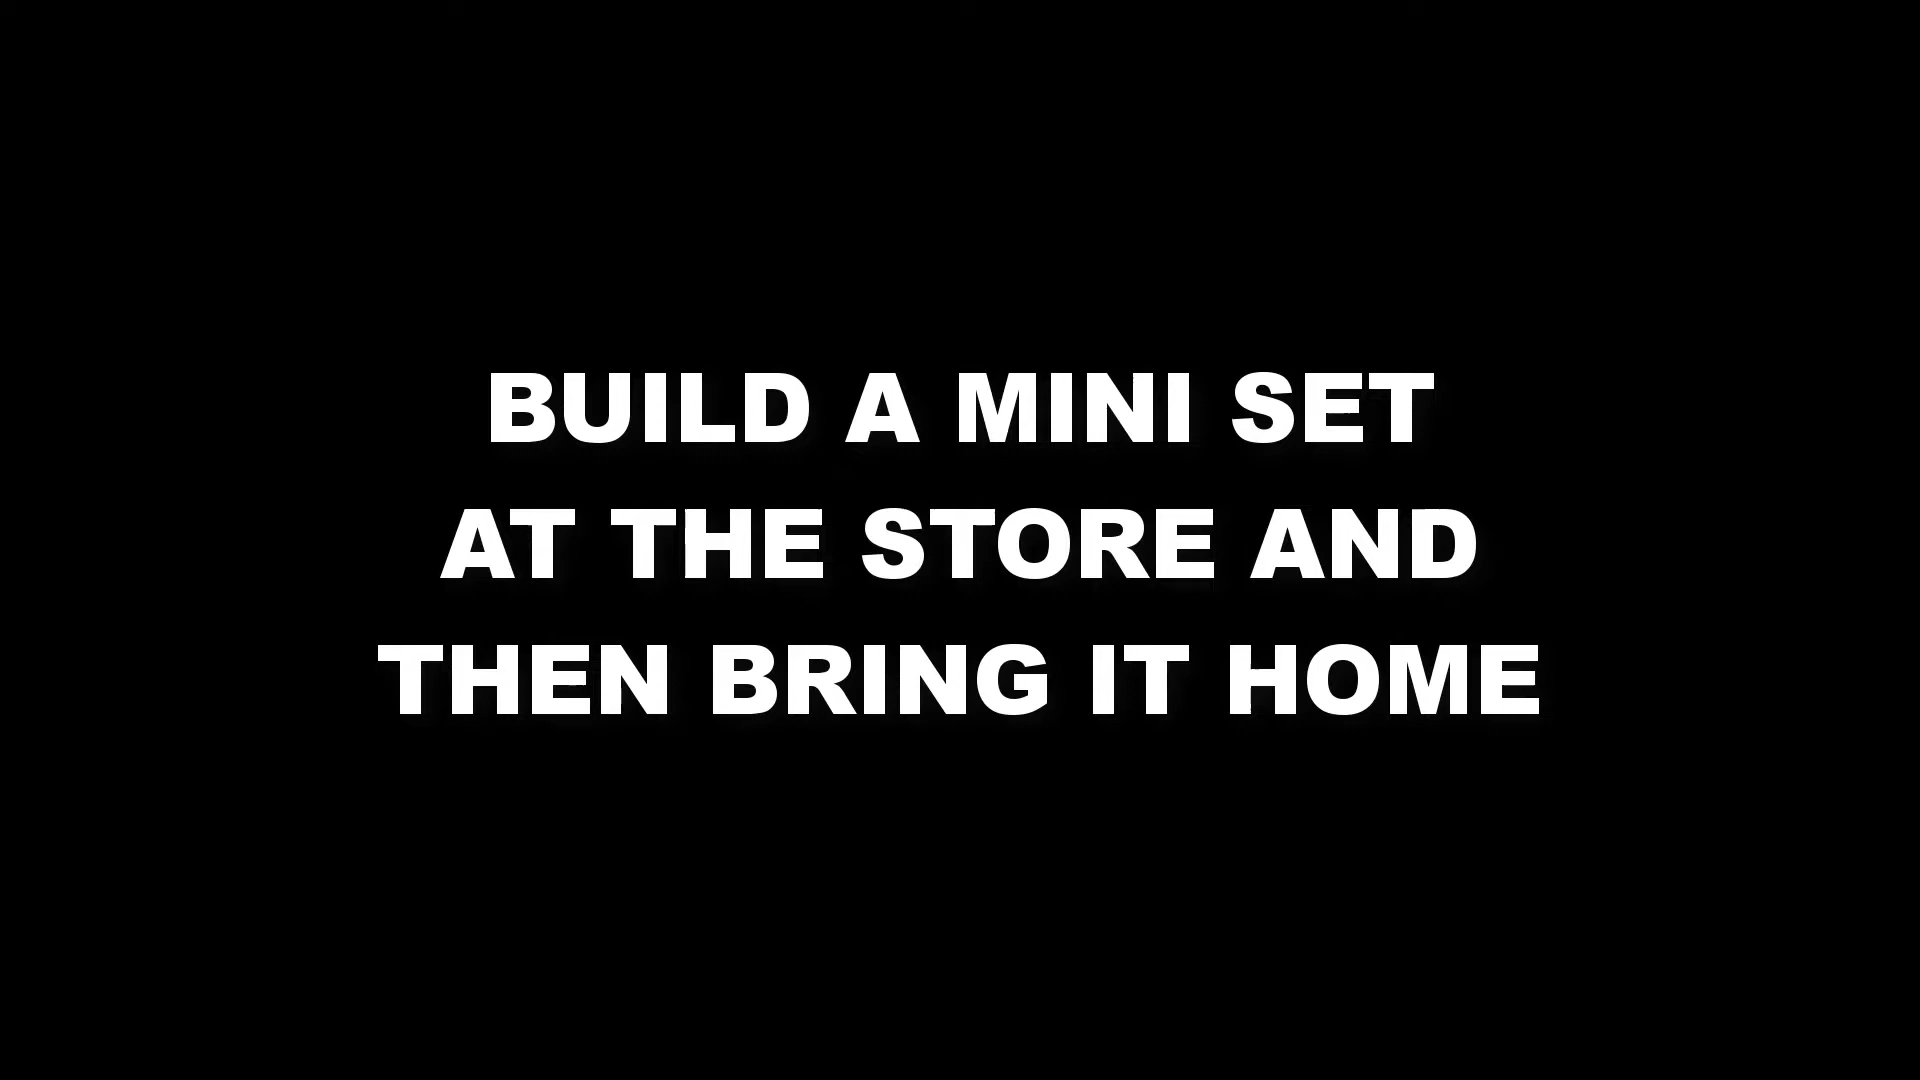 BUILD A MINI SET
AT THE STORE AND
THEN BRING IT HOME